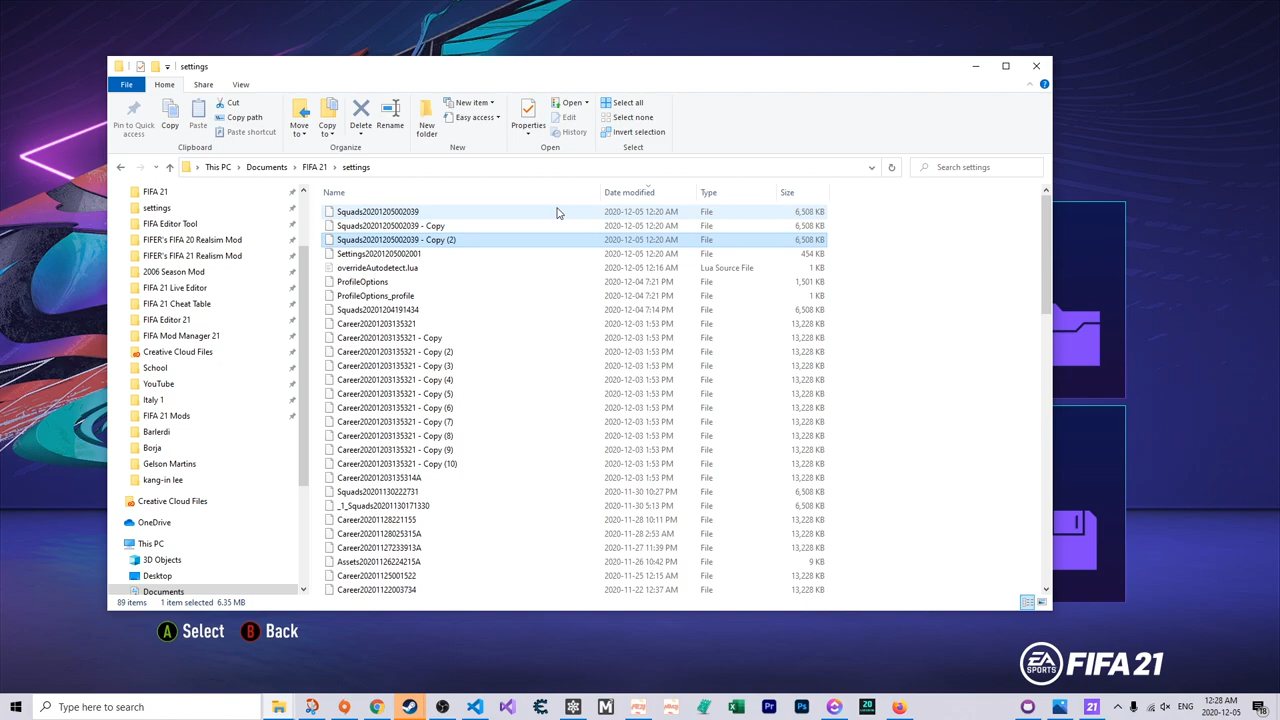 settings
File Home Share View
Pin to Quick access
Copy
Paste
Cut
Copy path
Paste shortcut
Clipboard
Move to
Copy to
Delete
Rename
Organize
New folder
New item
Easy access
New
Properties
Open
Edit
History
Open
Select all
Select none
Invert selection
Select
This PC > Documents > FIFA 21 > settings
Search settings
FIFA 21
settings
FIFA Editor Tool
FIFER's FIFA 20 Realsim Mod
FIFER's FIFA 21 Realism Mod
2006 Season Mod
FIFA 21 Live Editor
FIFA 21 Cheat Table
FIFA Editor 21
FIFA Mod Manager 21
Creative Cloud Files
School
YouTube
Italy 1
FIFA 21 Mods
Barlerdi
Borja
Gelson Martins
kang-in lee
Creative Cloud Files
OneDrive
This PC
3D Objects
Desktop
Documents
Name Date modified Type Size
Squads20201205002039 2020-12-05 12:20 AM File 6,508 KB
Squads20201205002039 - Copy 2020-12-05 12:20 AM File 6,508 KB
Squads20201205002039 - Copy (2) 2020-12-05 12:20 AM File 6,508 KB
Settings20201205002001 2020-12-05 12:20 AM File 454 KB
overrideAutodetect.lua 2020-12-05 12:16 AM Lua Source File 1 KB
ProfileOptions 2020-12-04 7:21 PM File 1,501 KB
ProfileOptions_profile 2020-12-04 7:21 PM File 1 KB
Squads20201204191434 2020-12-04 7:14 PM File 6,508 KB
Career20201203135321 2020-12-03 1:53 PM File 13,228 KB
Career20201203135321 - Copy 2020-12-03 1:53 PM File 13,228 KB
Career20201203135321 - Copy (2) 2020-12-03 1:53 PM File 13,228 KB
Career20201203135321 - Copy (3) 2020-12-03 1:53 PM File 13,228 KB
Career20201203135321 - Copy (4) 2020-12-03 1:53 PM File 13,228 KB
Career20201203135321 - Copy (5) 2020-12-03 1:53 PM File 13,228 KB
Career20201203135321 - Copy (6) 2020-12-03 1:53 PM File 13,228 KB
Career20201203135321 - Copy (7) 2020-12-03 1:53 PM File 13,228 KB
Career20201203135321 - Copy (8) 2020-12-03 1:53 PM File 13,228 KB
Career20201203135321 - Copy (9) 2020-12-03 1:53 PM File 13,228 KB
Career20201203135321 - Copy (10) 2020-12-03 1:53 PM File 13,228 KB
Career20201203135314A 2020-12-03 1:53 PM File 13,228 KB
Squads20201130222731 2020-11-30 10:27 PM File 6,508 KB
_1_Squads20201130171330 2020-11-30 5:13 PM File 6,508 KB
Career20201128221155 2020-11-28 10:11 PM File 13,228 KB
Career20201128025315A 2020-11-28 2:53 AM File 13,228 KB
Career20201127233913A 2020-11-27 11:39 PM File 13,228 KB
Assets20201126224215A 2020-11-26 10:42 PM File 9 KB
Career20201125001522 2020-11-25 12:15 AM File 13,228 KB
Career20201122003734 2020-11-22 12:37 AM File 13,228 KB
89 items 1 item selected 6.35 MB
A Select B Back
EA SPORTS FIFA 21
Type here to search
Pr Ps 20 21
ENG
12:28 AM
2020-12-05
18